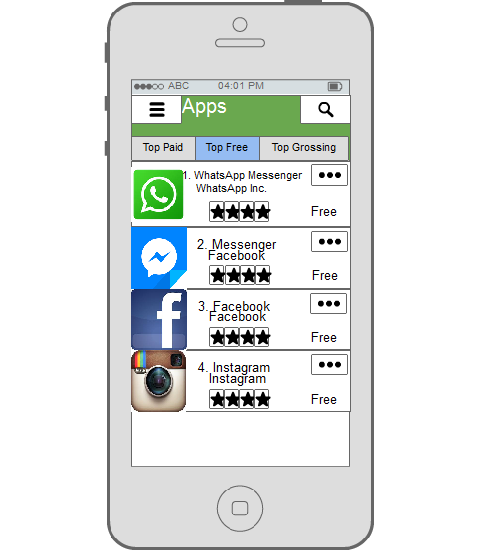 ABC 04:01 PM
Apps
Top Paid Top Free Top Grossing
1. WhatsApp Messenger
WhatsApp Inc.
Free
2. Messenger
Facebook
Free
3. Facebook
Facebook
Free
4. Instagram
Instagram
Free